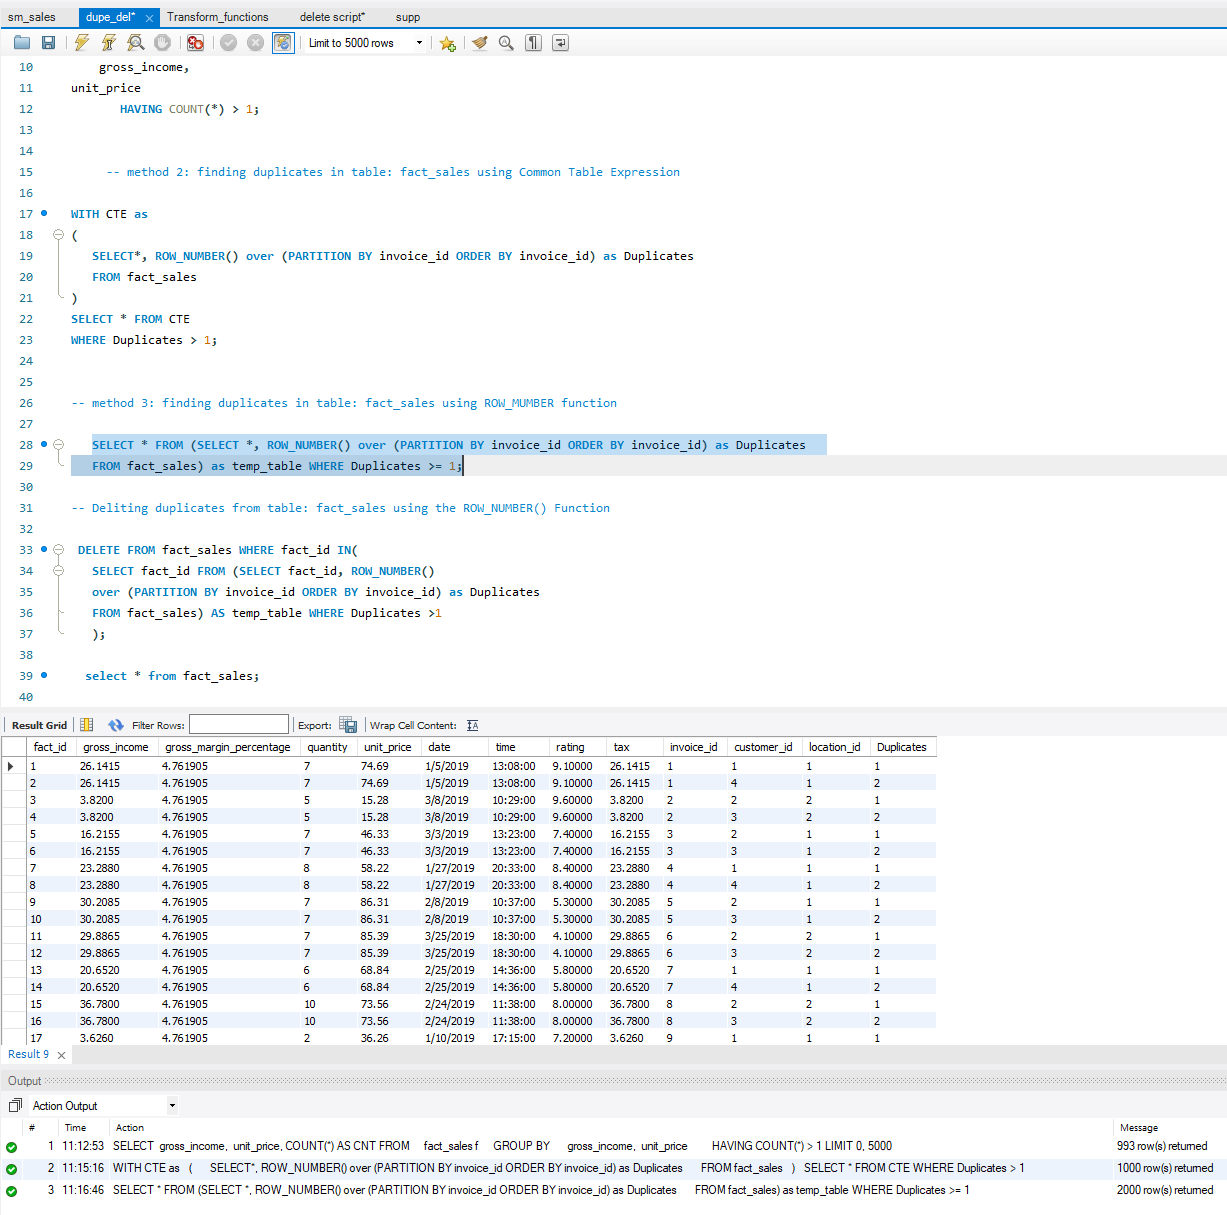 sm_sales dupe_del* × Transform_functions delete script* supp
Limit to 5000 rows
10 gross_income,
11 unit_price
12 HAVING COUNT(*) > 1;
13
14
15 -- method 2: finding duplicates in table: fact_sales using Common Table Expression
16
17 WITH CTE as
18 (
19 SELECT*, ROW_NUMBER() over (PARTITION BY invoice_id ORDER BY invoice_id) as Duplicates
20 FROM fact_sales
21 )
22 SELECT * FROM CTE
23 WHERE Duplicates > 1;
24
25
26 -- method 3: finding duplicates in table: fact_sales using ROW_MUMBER function
27
28 SELECT * FROM (SELECT *, ROW_NUMBER() over (PARTITION BY invoice_id ORDER BY invoice_id) as Duplicates
29 FROM fact_sales) as temp_table WHERE Duplicates >= 1;
30
31 -- Deliting duplicates from table: fact_sales using the ROW_NUMBER() Function
32
33 DELETE FROM fact_sales WHERE fact_id IN(
34 SELECT fact_id FROM (SELECT fact_id, ROW_NUMBER()
35 over (PARTITION BY invoice_id ORDER BY invoice_id) as Duplicates
36 FROM fact_sales) AS temp_table WHERE Duplicates >1
37 );
38
39 select * from fact_sales;
40
Result Grid Filter Rows: Export: Wrap Cell Content:
fact_id gross_income gross_margin_percentage quantity unit_price date time rating tax invoice_id customer_id location_id Duplicates
1 26.1415 4.761905 7 74.69 1/5/2019 13:08:00 9.10000 26.1415 1 1 1 1
2 26.1415 4.761905 7 74.69 1/5/2019 13:08:00 9.10000 26.1415 1 4 1 2
3 3.8200 4.761905 5 15.28 3/8/2019 10:29:00 9.60000 3.8200 2 2 2 1
4 3.8200 4.761905 5 15.28 3/8/2019 10:29:00 9.60000 3.8200 2 3 2 2
5 16.2155 4.761905 7 46.33 3/3/2019 13:23:00 7.40000 16.2155 3 2 1 1
6 16.2155 4.761905 7 46.33 3/3/2019 13:23:00 7.40000 16.2155 3 3 1 2
7 23.2880 4.761905 8 58.22 1/27/2019 20:33:00 8.40000 23.2880 4 1 1 1
8 23.2880 4.761905 8 58.22 1/27/2019 20:33:00 8.40000 23.2880 4 4 1 2
9 30.2085 4.761905 7 86.31 2/8/2019 10:37:00 5.30000 30.2085 5 2 1 1
10 30.2085 4.761905 7 86.31 2/8/2019 10:37:00 5.30000 30.2085 5 3 1 2
11 29.8865 4.761905 7 85.39 3/25/2019 18:30:00 4.10000 29.8865 6 2 2 1
12 29.8865 4.761905 7 85.39 3/25/2019 18:30:00 4.10000 29.8865 6 3 2 2
13 20.6520 4.761905 6 68.84 2/25/2019 14:36:00 5.80000 20.6520 7 1 1 1
14 20.6520 4.761905 6 68.84 2/25/2019 14:36:00 5.80000 20.6520 7 4 1 2
15 36.7800 4.761905 10 73.56 2/24/2019 11:38:00 8.00000 36.7800 8 2 2 1
16 36.7800 4.761905 10 73.56 2/24/2019 11:38:00 8.00000 36.7800 8 3 2 2
17 3.6260 4.761905 2 36.26 1/10/2019 17:15:00 7.20000 3.6260 9 1 1 1
Result 9 ×
Output
Action Output
# Time Action Message
1 11:12:53 SELECT gross_income, unit_price, COUNT(*) AS CNT FROM fact_sales f GROUP BY gross_income, unit_price HAVING COUNT(*) > 1 LIMIT 0, 5000 993 row(s) returned
2 11:15:16 WITH CTE as ( SELECT*, ROW_NUMBER() over (PARTITION BY invoice_id ORDER BY invoice_id) as Duplicates FROM fact_sales ) SELECT * FROM CTE WHERE Duplicates > 1 1000 row(s) returned
3 11:16:46 SELECT * FROM (SELECT *, ROW_NUMBER() over (PARTITION BY invoice_id ORDER BY invoice_id) as Duplicates FROM fact_sales) as temp_table WHERE Duplicates >= 1 2000 row(s) returned